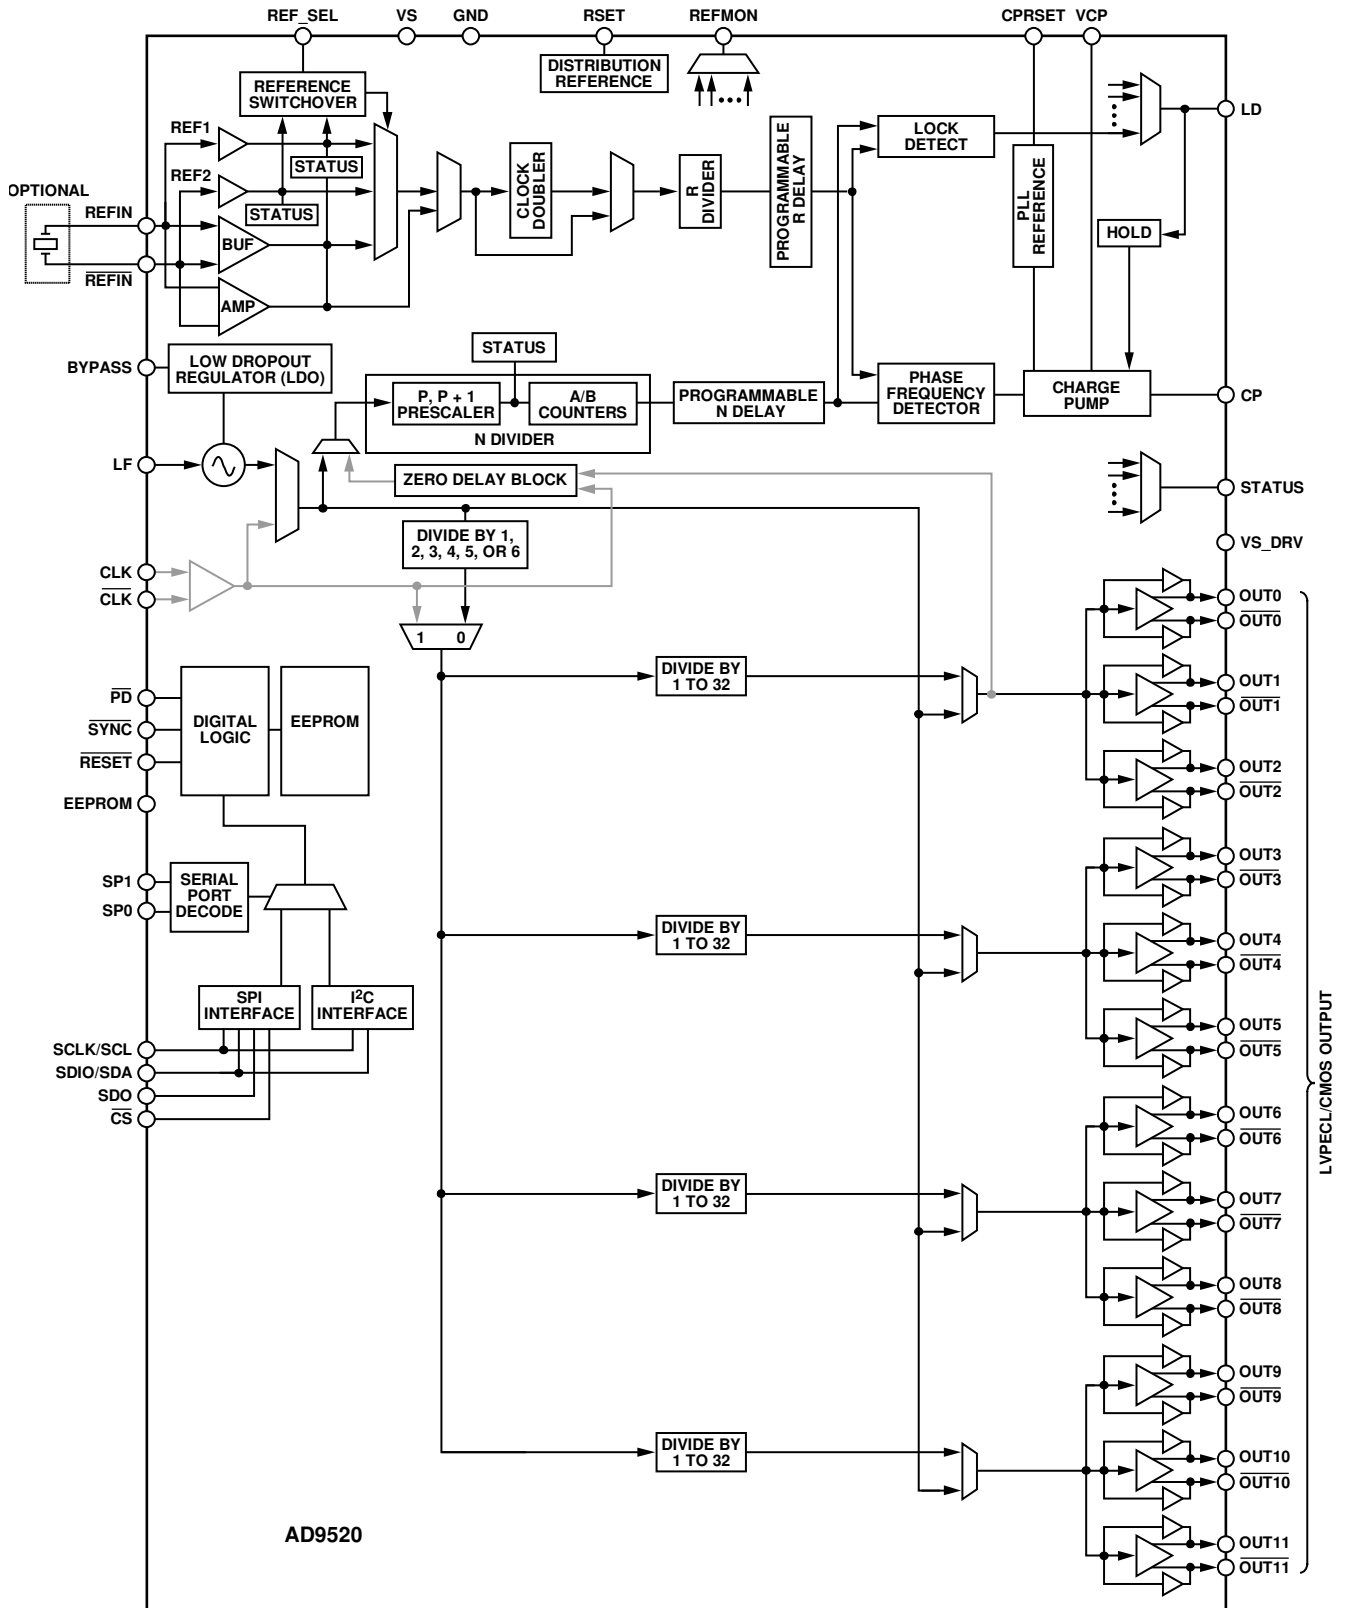 REF_SEL VS GND RSET REFMON CPRSET VCP
DISTRIBUTION
REFERENCE
REFERENCE
SWITCHOVER
REF1
STATUS
REF2
STATUS
OPTIONAL
REFIN
REFIN
BUF
AMP
CLOCK
DOUBLER
R
DIVIDER
PROGRAMMABLE
R DELAY
LOCK
DETECT
PLL
REFERENCE
LD
HOLD
BYPASS
LOW DROPOUT
REGULATOR (LDO)
STATUS
P, P + 1
PRESCALER
A/B
COUNTERS
N DIVIDER
PROGRAMMABLE
N DELAY
PHASE
FREQUENCY
DETECTOR
CHARGE
PUMP
CP
LF
ZERO DELAY BLOCK
STATUS
DIVIDE BY 1,
2, 3, 4, 5, OR 6
VS_DRV
CLK
CLK
1 0
OUT0
OUT0
DIVIDE BY
1 TO 32
OUT1
OUT1
PD
SYNC
RESET
DIGITAL
LOGIC
EEPROM
OUT2
OUT2
EEPROM
OUT3
OUT3
SP1
SP0
SERIAL
PORT
DECODE
DIVIDE BY
1 TO 32
OUT4
OUT4
SPI
INTERFACE
I2C
INTERFACE
OUT5
OUT5
SCLK/SCL
SDIO/SDA
SDO
CS
LVPECL/CMOS OUTPUT
OUT6
OUT6
DIVIDE BY
1 TO 32
OUT7
OUT7
OUT8
OUT8
OUT9
OUT9
DIVIDE BY
1 TO 32
OUT10
OUT10
AD9520
OUT11
OUT11